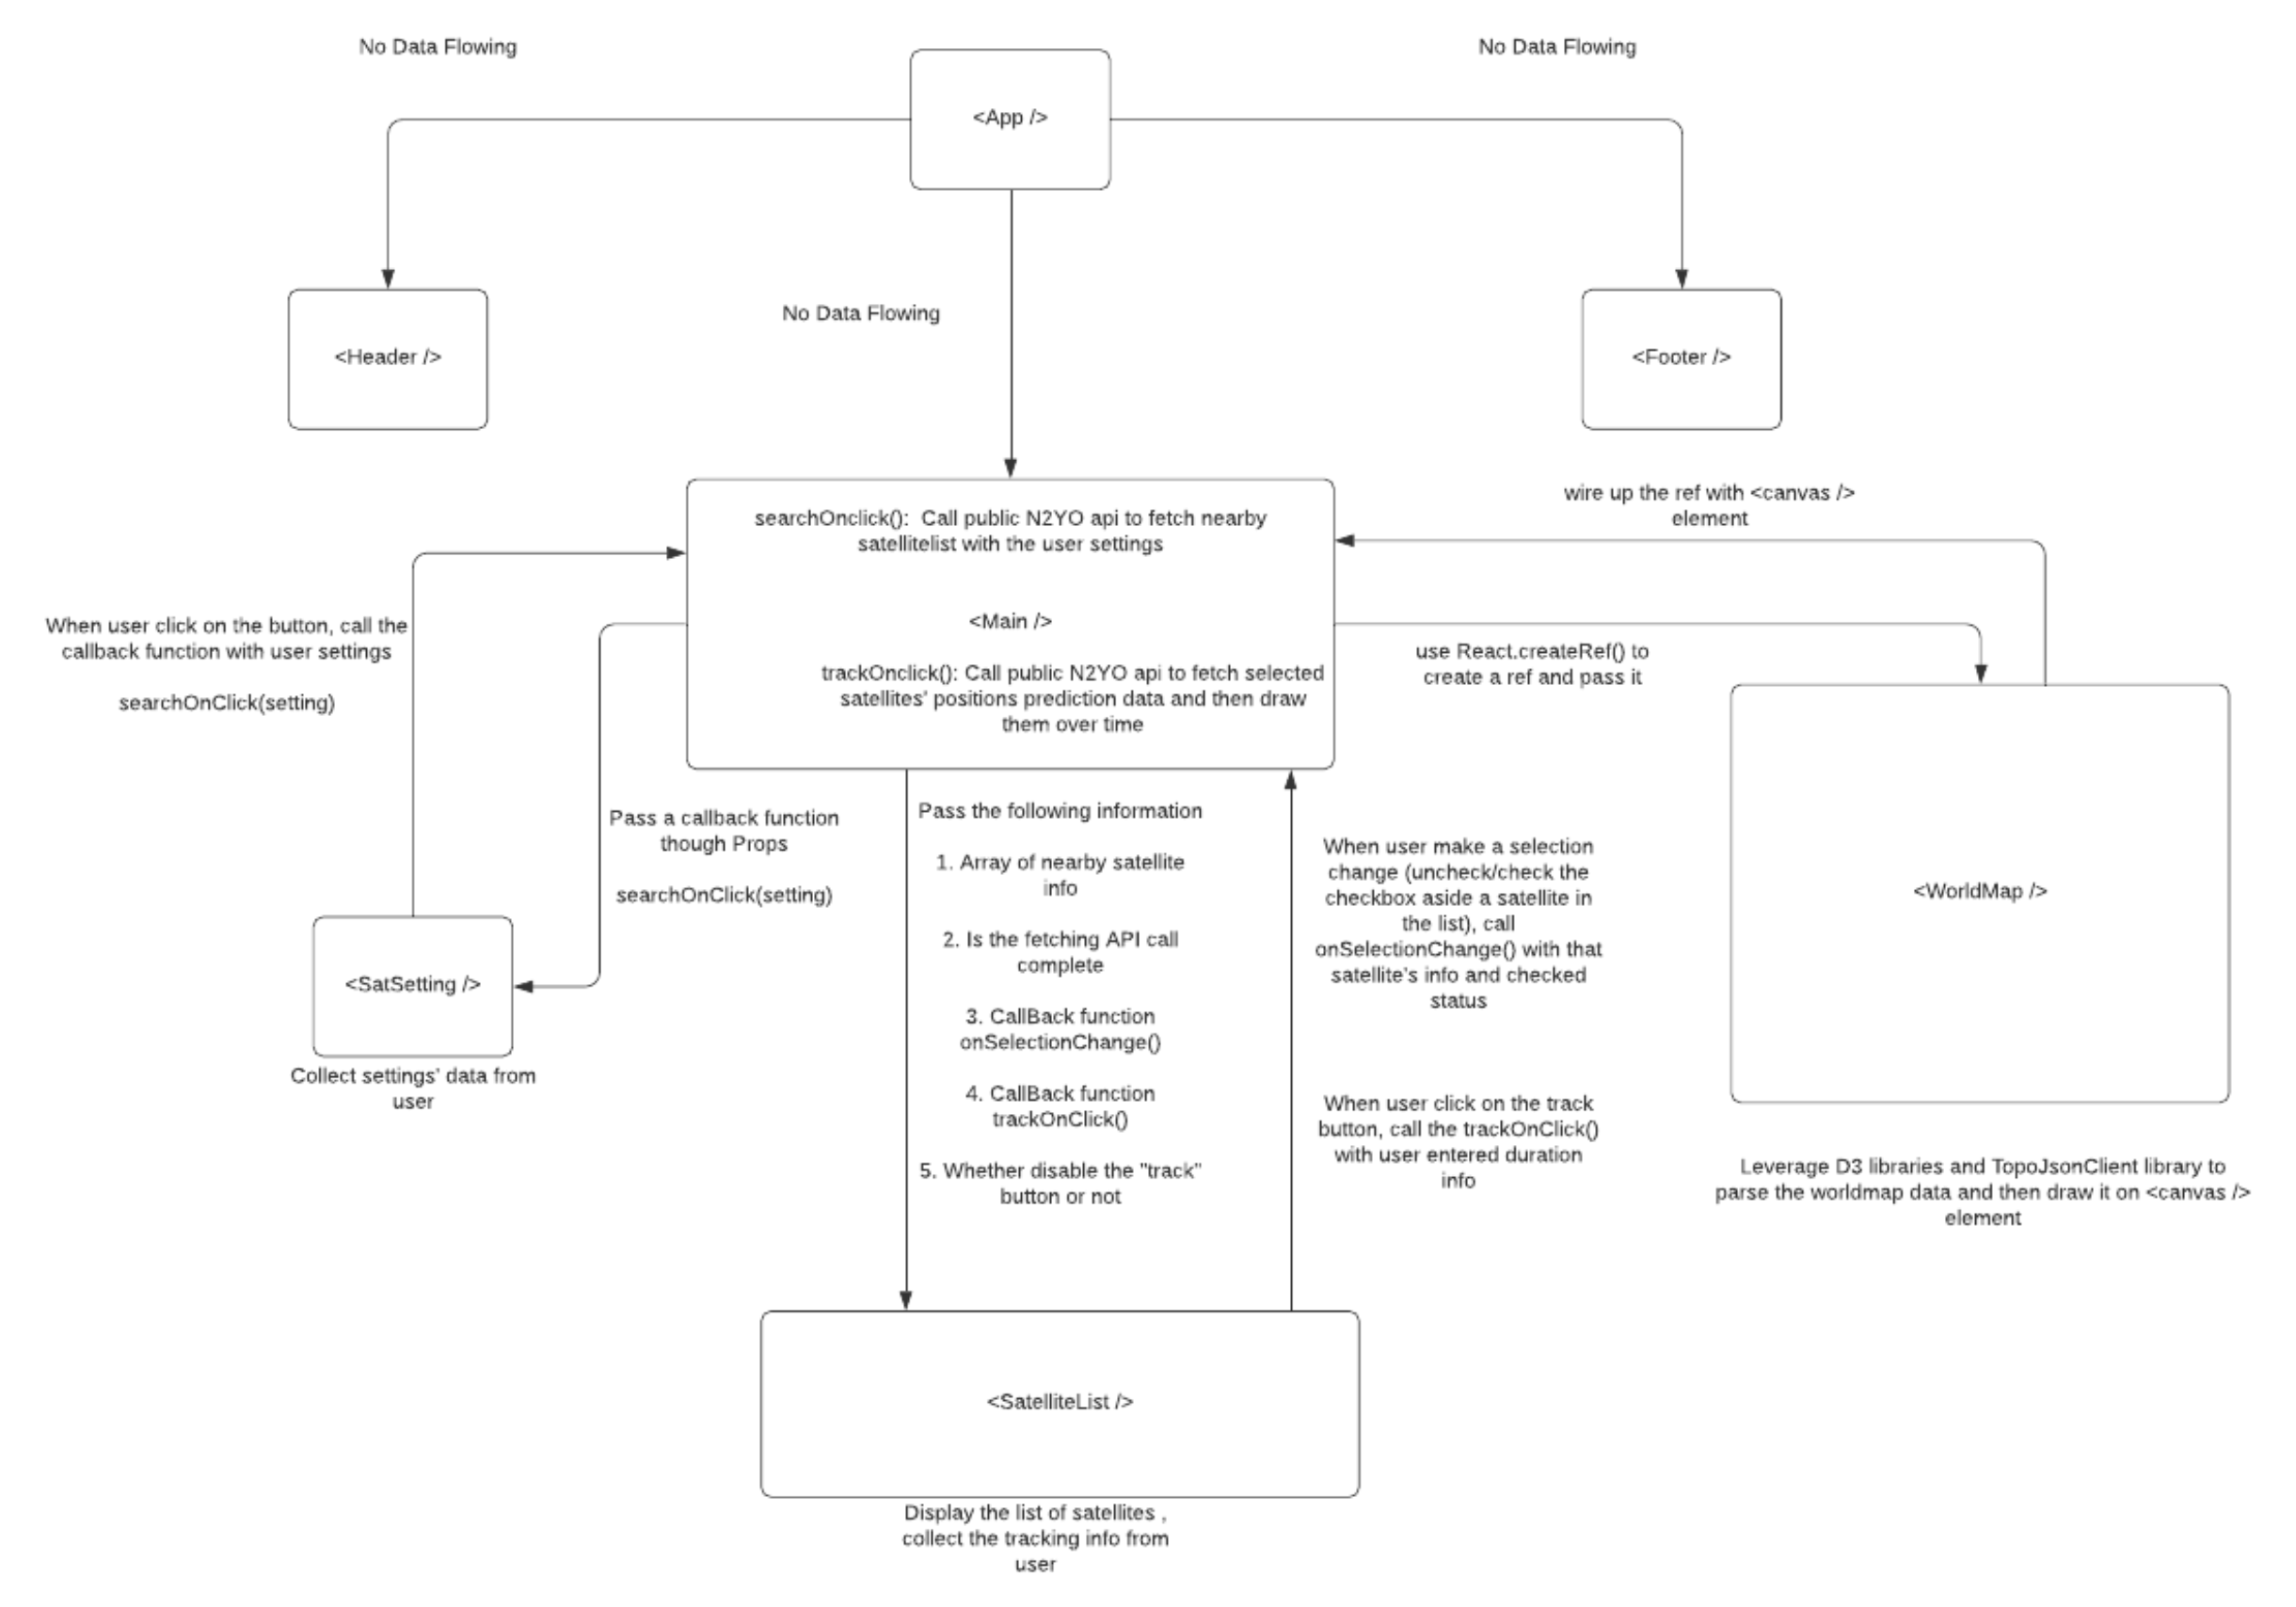 No Data Flowing
No Data Flowing
<App />
No Data Flowing
<Header />
<Footer />
wire up the ref with <canvas />
element
searchOnclick():  Call public N2YO api to fetch nearby
satellitelist with the user settings
<Main />
trackOnclick(): Call public N2YO api to fetch selected
satellites' positions prediction data and then draw
them over time
When user click on the button, call the
callback function with user settings
searchOnClick(setting)
use React.createRef() to
create a ref and pass it
Pass a callback function
though Props
searchOnClick(setting)
Pass the following information
1. Array of nearby satellite
info
2. Is the fetching API call
complete
3. CallBack function
onSelectionChange()
4. CallBack function
trackOnClick()
5. Whether disable the "track"
button or not
When user make a selection
change (uncheck/check the
checkbox aside a satellite in
the list), call
onSelectionChange() with that
satellite's info and checked
status
When user click on the track
button, call the trackOnClick()
with user entered duration
info
<WorldMap />
Leverage D3 libraries and TopoJsonClient library to
parse the worldmap data and then draw it on <canvas />
element
<SatSetting />
Collect settings' data from
user
<SatelliteList />
Display the list of satellites ,
collect the tracking info from
user